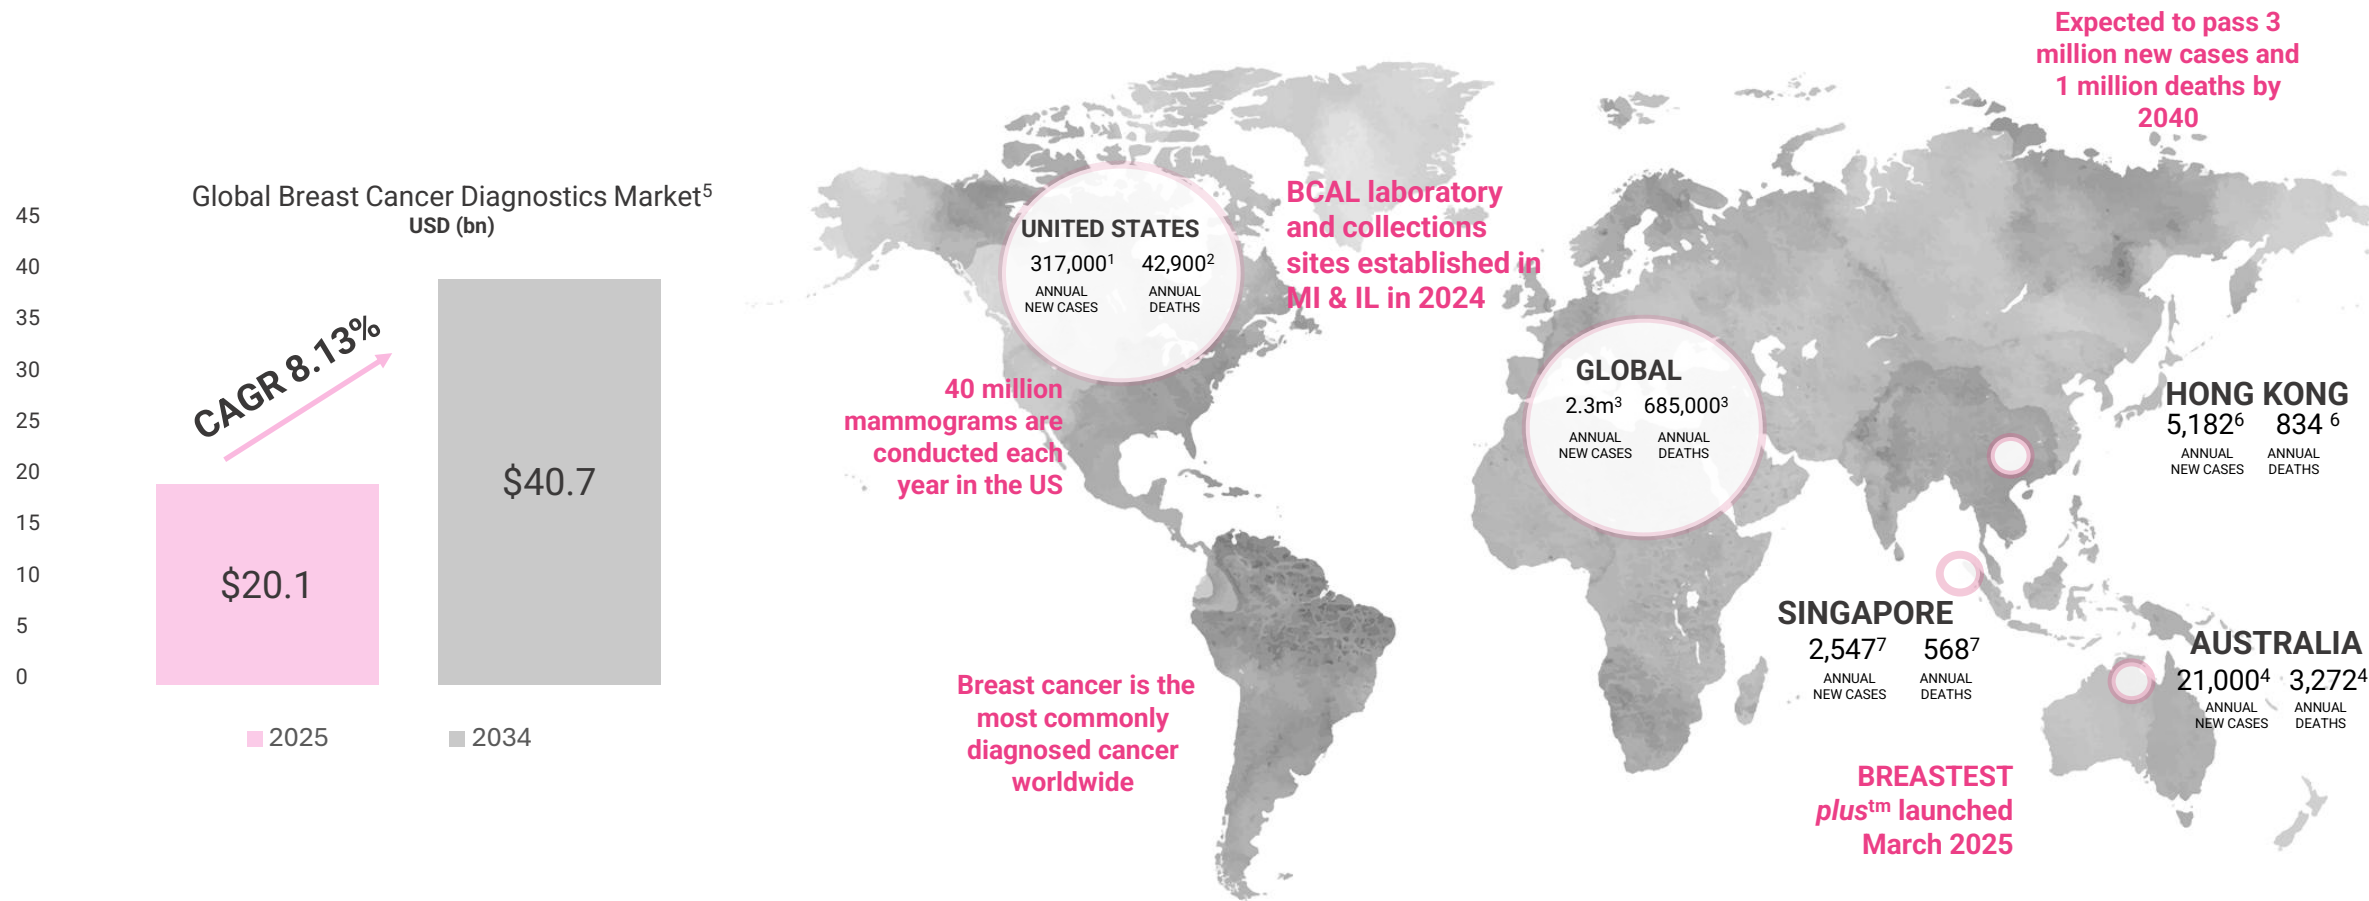 Global Breast Cancer Diagnostics Market⁵
USD (bn)
45
40
35
30
25
20
15
10
5
0
CAGR 8.13%
$20.1
$40.7
2025
2034
Expected to pass 3
million new cases and
1 million deaths by
2040
UNITED STATES
317,000¹ 42,900²
ANNUAL
NEW CASES
ANNUAL
DEATHS
BCAL laboratory
and collections
sites established in
MI & IL in 2024
40 million
mammograms are
conducted each
year in the US
GLOBAL
2.3m³ 685,000³
ANNUAL
NEW CASES
ANNUAL
DEATHS
HONG KONG
5,182⁶ 834 ⁶
ANNUAL
NEW CASES
ANNUAL
DEATHS
SINGAPORE
2,547⁷ 568⁷
ANNUAL
NEW CASES
ANNUAL
DEATHS
AUSTRALIA
21,000⁴ 3,272⁴
ANNUAL
NEW CASES
ANNUAL
DEATHS
Breast cancer is the
most commonly
diagnosed cancer
worldwide
BREASTEST
plusᵗᵐ launched
March 2025